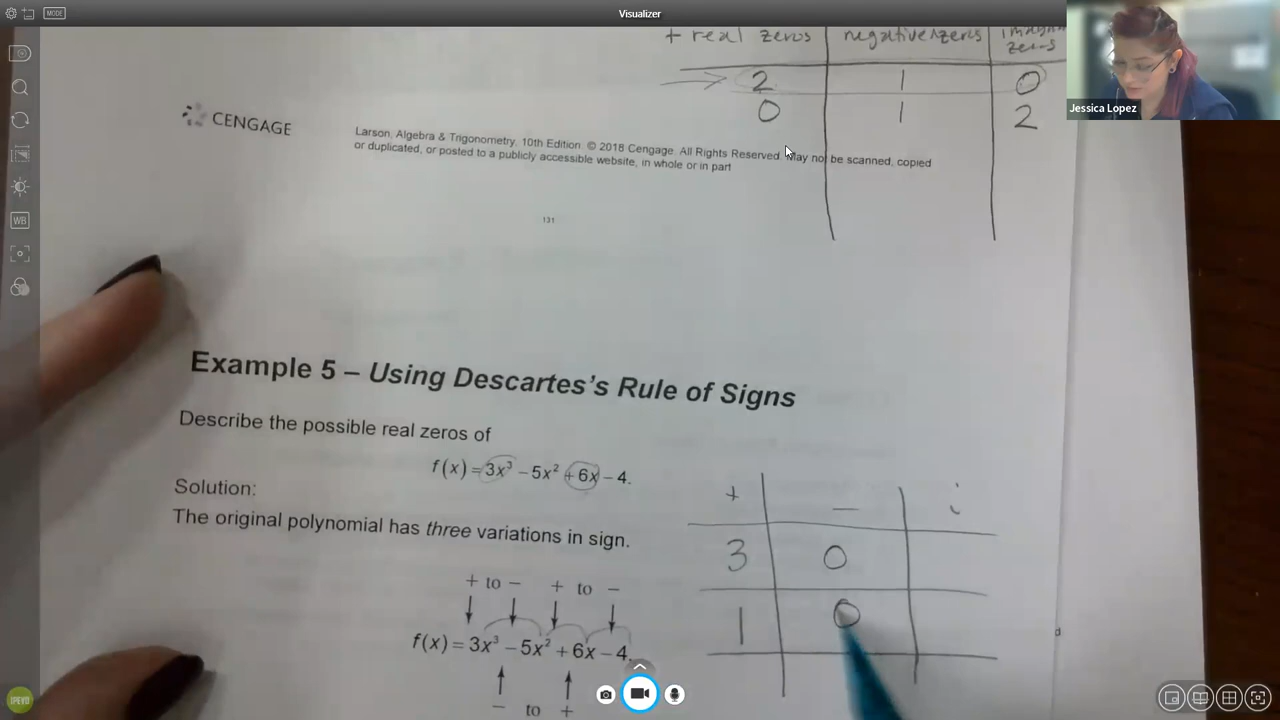 MODE
Visualizer
+ real zeros negative zeros imagin
zeros
2 1 0
0 1 2
Jessica Lopez
CENGAGE
Larson, Algebra & Trigonometry, 10th Edition. © 2018 Cengage. All Rights Reserved. May not be scanned, copied
or duplicated, or posted to a publicly accessible website, in whole or in part
131
Example 5 – Using Descartes's Rule of Signs
Describe the possible real zeros of
f(x) = 3x³ – 5x² + 6x – 4.
Solution:
The original polynomial has three variations in sign.
+ to – + to –
f(x) = 3x³ – 5x² + 6x – 4.
– to +
+ – i
3 0
1 0
WB
IPEVO